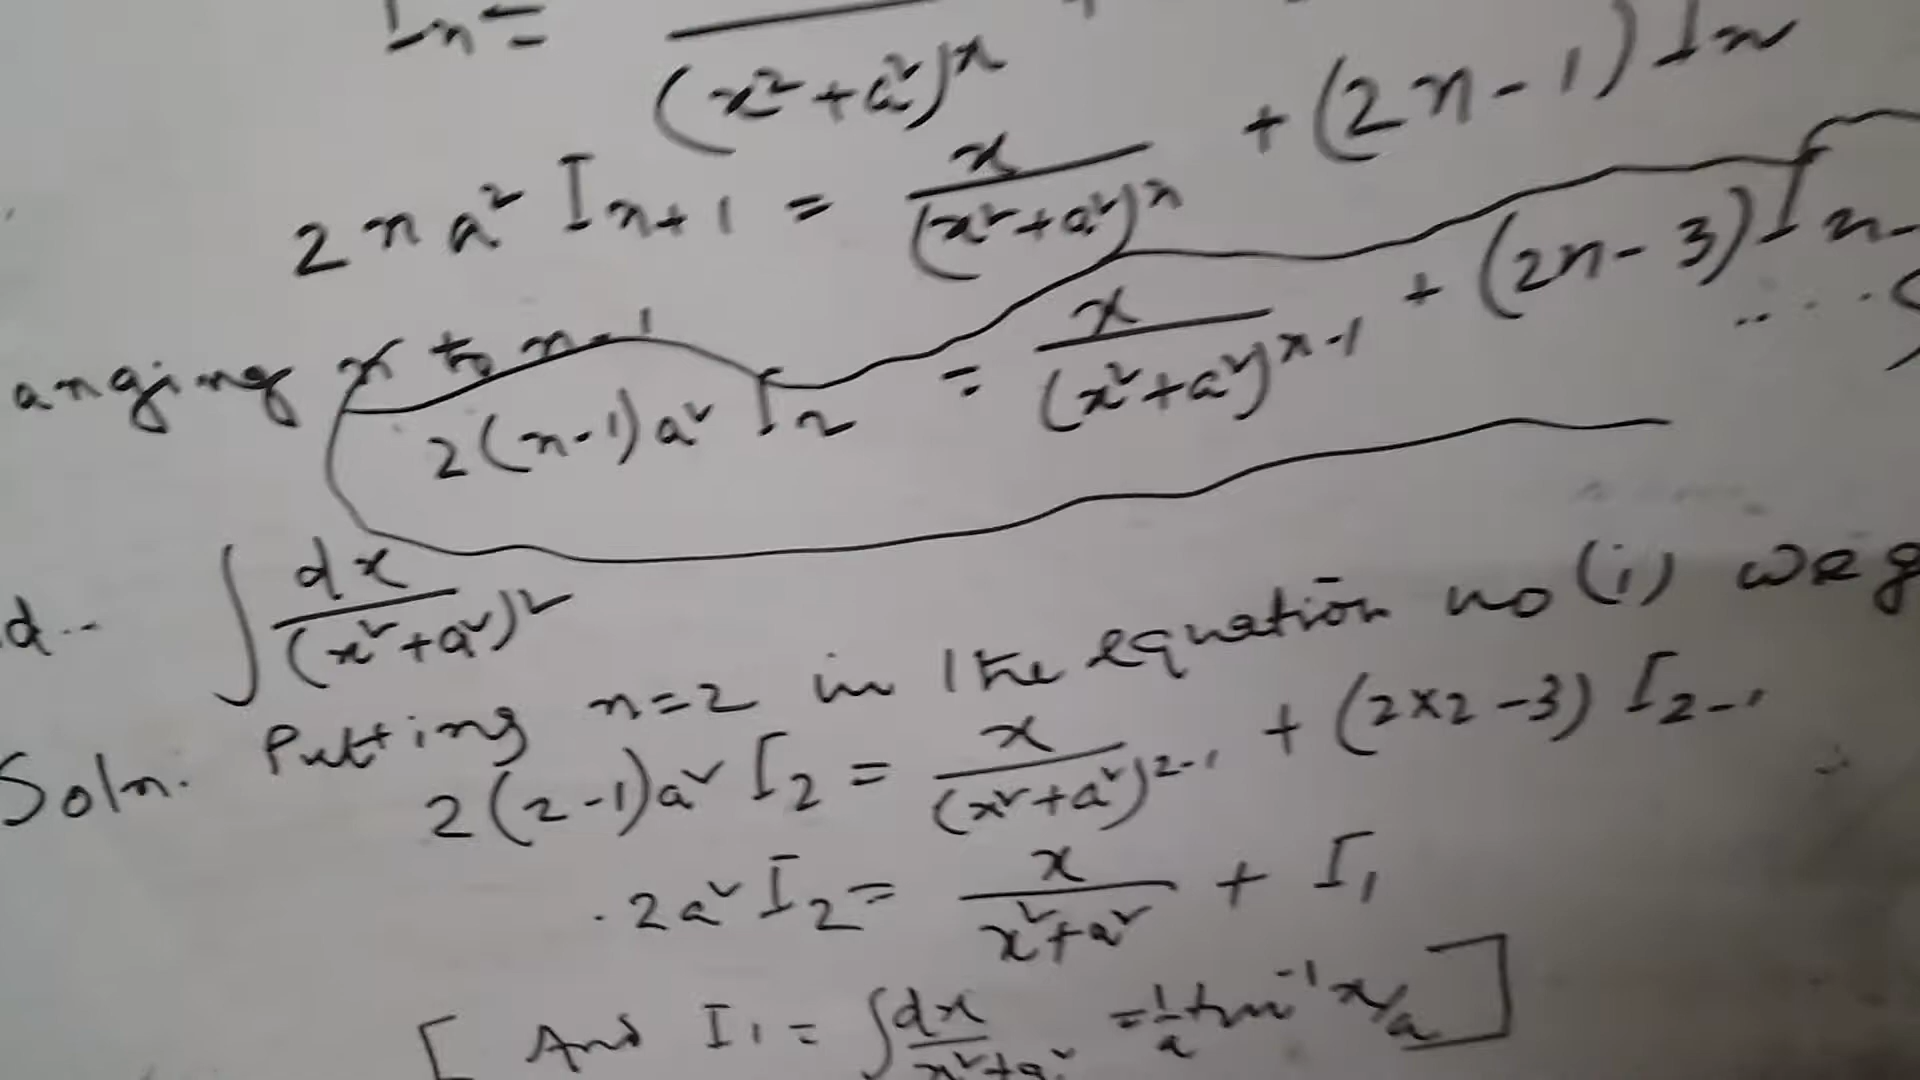 In =
(x²+a²)ⁿ
2na² Iₙ₊₁ = x/(x²+a²)ⁿ + (2n-1) In
anging n to n-1
2(n-1)a² In = x/(x²+a²)ⁿ⁻¹ + (2n-3) In-
....
d.. ∫ dx/(x²+a²)²
Soln. Putting n=2 in the equation no (i) we g
2(2-1)a² I₂ = x/(x²+a²)²⁻¹ + (2×2-3) I₂₋₁
2a² I₂ = x/(x²+a²) + I₁
[ And I₁ = ∫ dx/(x²+a²) = 1/a tan⁻¹ x/a ]